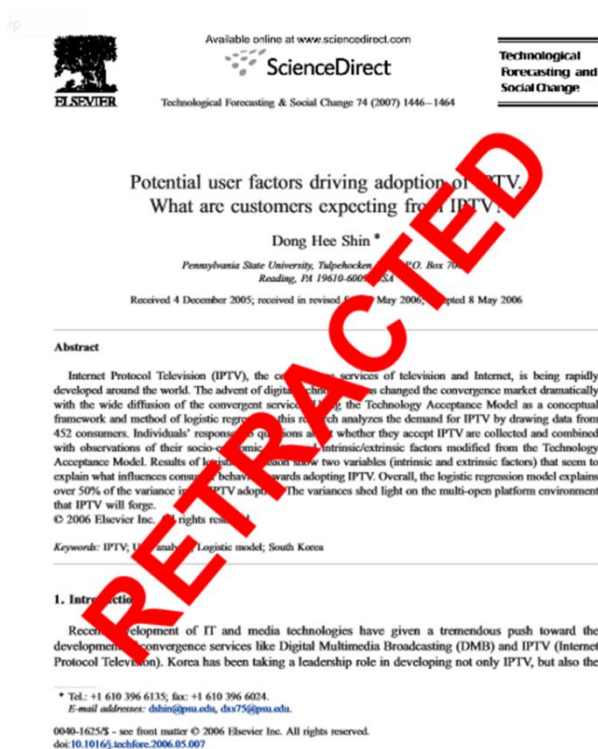 ip
Available online at www.sciencedirect.com
ScienceDirect
ELSEVIER
Technological Forecasting & Social Change 74 (2007) 1446–1464
Technological
Forecasting and
Social Change
Potential user factors driving adoption of IPTV.
What are customers expecting from IPTV?
Dong Hee Shin *
Pennsylvania State University, Tulpehocken P.O. Box
Reading, PA 19610-6009, USA
Received 4 December 2005; received in revised May 2006; accepted 8 May 2006
RETRACTED
Abstract
Internet Protocol Television (IPTV), the services of television and Internet, is being rapidly
developed around the world. The advent of digital has changed the convergence market dramatically
with the wide diffusion of the convergent the Technology Acceptance Model as a conceptual
framework and method of logistic this research analyzes the demand for IPTV by drawing data from
452 consumers. Individuals' responses questions about whether they accept IPTV are collected and combined
with observations of their intrinsic/extrinsic factors modified from the Technology
Acceptance Model. Results of logistic regression show two variables (intrinsic and extrinsic factors) that seem to
explain what influences consumer behavior towards adopting IPTV. Overall, the logistic regression model explains
over 50% of the variance in IPTV adoption. The variances shed light on the multi-open platform environment
that IPTV will forge.
© 2006 Elsevier Inc. All rights reserved.
Keywords: IPTV; analysis; Logistic model; South Korea
1. Introduction
Recent development of IT and media technologies have given a tremendous push toward the
development convergence services like Digital Multimedia Broadcasting (DMB) and IPTV (Internet
Protocol Television). Korea has been taking a leadership role in developing not only IPTV, but also the
* Tel.: +1 610 396 6135; fax: +1 610 396 6024.
E-mail addresses: dshin@psu.edu, dxs75@psu.edu.
0040-1625/$ - see front matter © 2006 Elsevier Inc. All rights reserved.
doi:10.1016/j.techfore.2006.05.007